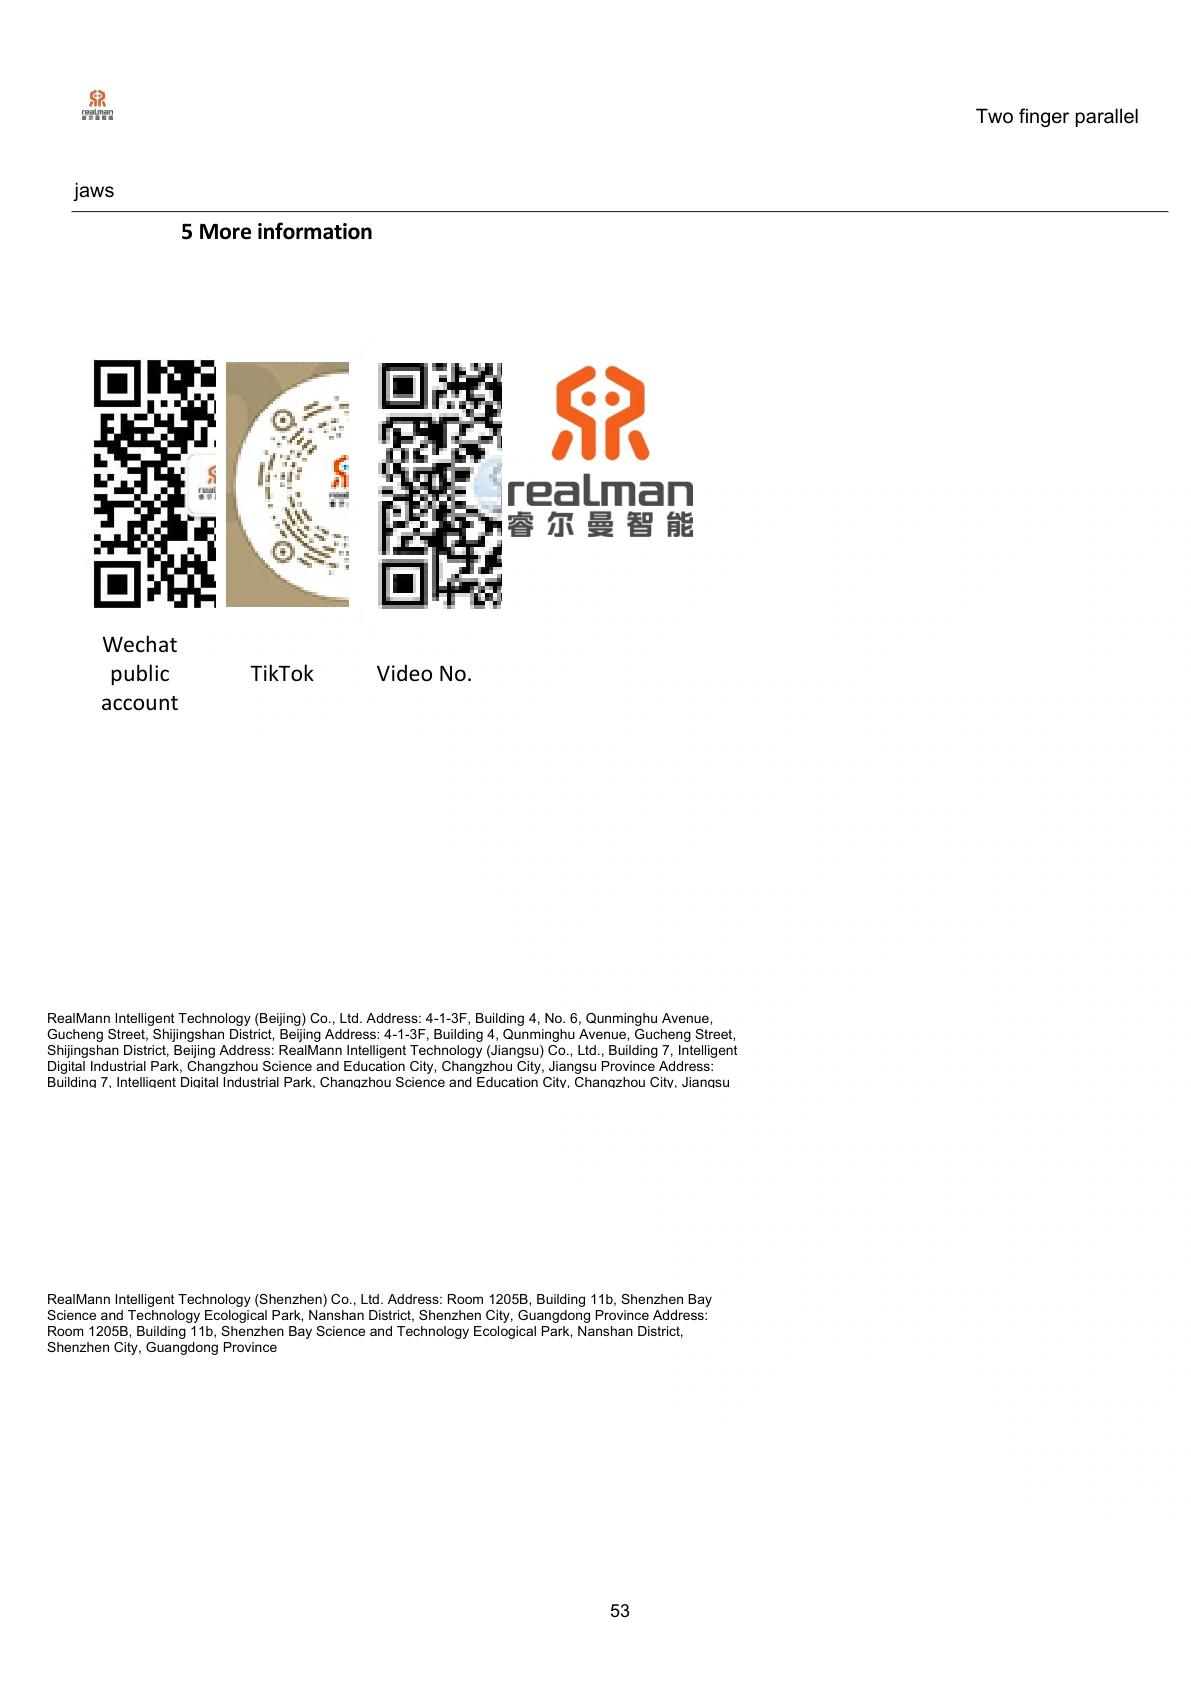 realman
睿尔曼智能
Two finger parallel
jaws
5 More information
realman
睿尔曼智能
Wechat
public
account
TikTok
Video No.
RealMann Intelligent Technology (Beijing) Co., Ltd. Address: 4-1-3F, Building 4, No. 6, Qunminghu Avenue,
Gucheng Street, Shijingshan District, Beijing Address: 4-1-3F, Building 4, Qunminghu Avenue, Gucheng Street,
Shijingshan District, Beijing Address: RealMann Intelligent Technology (Jiangsu) Co., Ltd., Building 7, Intelligent
Digital Industrial Park, Changzhou Science and Education City, Changzhou City, Jiangsu Province Address:
Building 7, Intelligent Digital Industrial Park, Changzhou Science and Education City, Changzhou City, Jiangsu
RealMann Intelligent Technology (Shenzhen) Co., Ltd. Address: Room 1205B, Building 11b, Shenzhen Bay
Science and Technology Ecological Park, Nanshan District, Shenzhen City, Guangdong Province Address:
Room 1205B, Building 11b, Shenzhen Bay Science and Technology Ecological Park, Nanshan District,
Shenzhen City, Guangdong Province
53